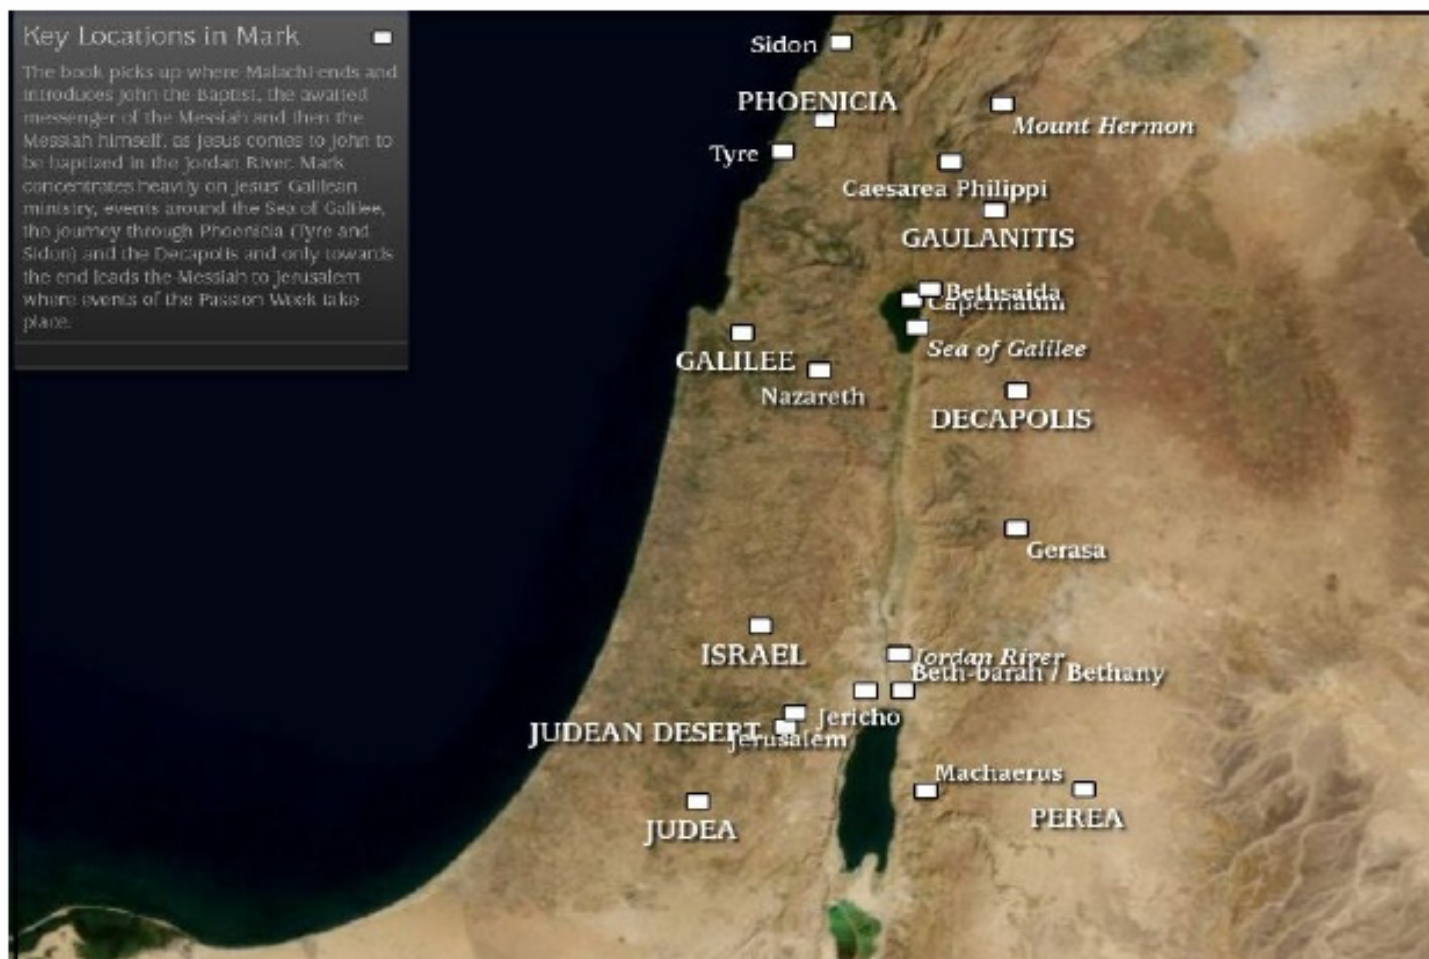 Key Locations in Mark
The book picks up where Malachi ends and
introduces John the Baptist, the awaited
messenger of the Messiah and then the
Messiah himself, as Jesus comes to John to
be baptized in the Jordan River. Mark
concentrates heavily on Jesus' Galilean
ministry, events around the Sea of Galilee,
the journey through Phoenicia (Tyre and
Sidon) and the Decapolis and only towards
the end leads the Messiah to Jerusalem
where events of the Passion Week take
place.
Sidon
PHOENICIA
Mount Hermon
Tyre
Caesarea Philippi
GAULANITIS
Bethsaida
Capernaum
Sea of Galilee
GALILEE
Nazareth
DECAPOLIS
Gerasa
ISRAEL
Jordan River
Beth-barah / Bethany
Jericho
JUDEAN DESERT
Jerusalem
Machaerus
PEREA
JUDEA